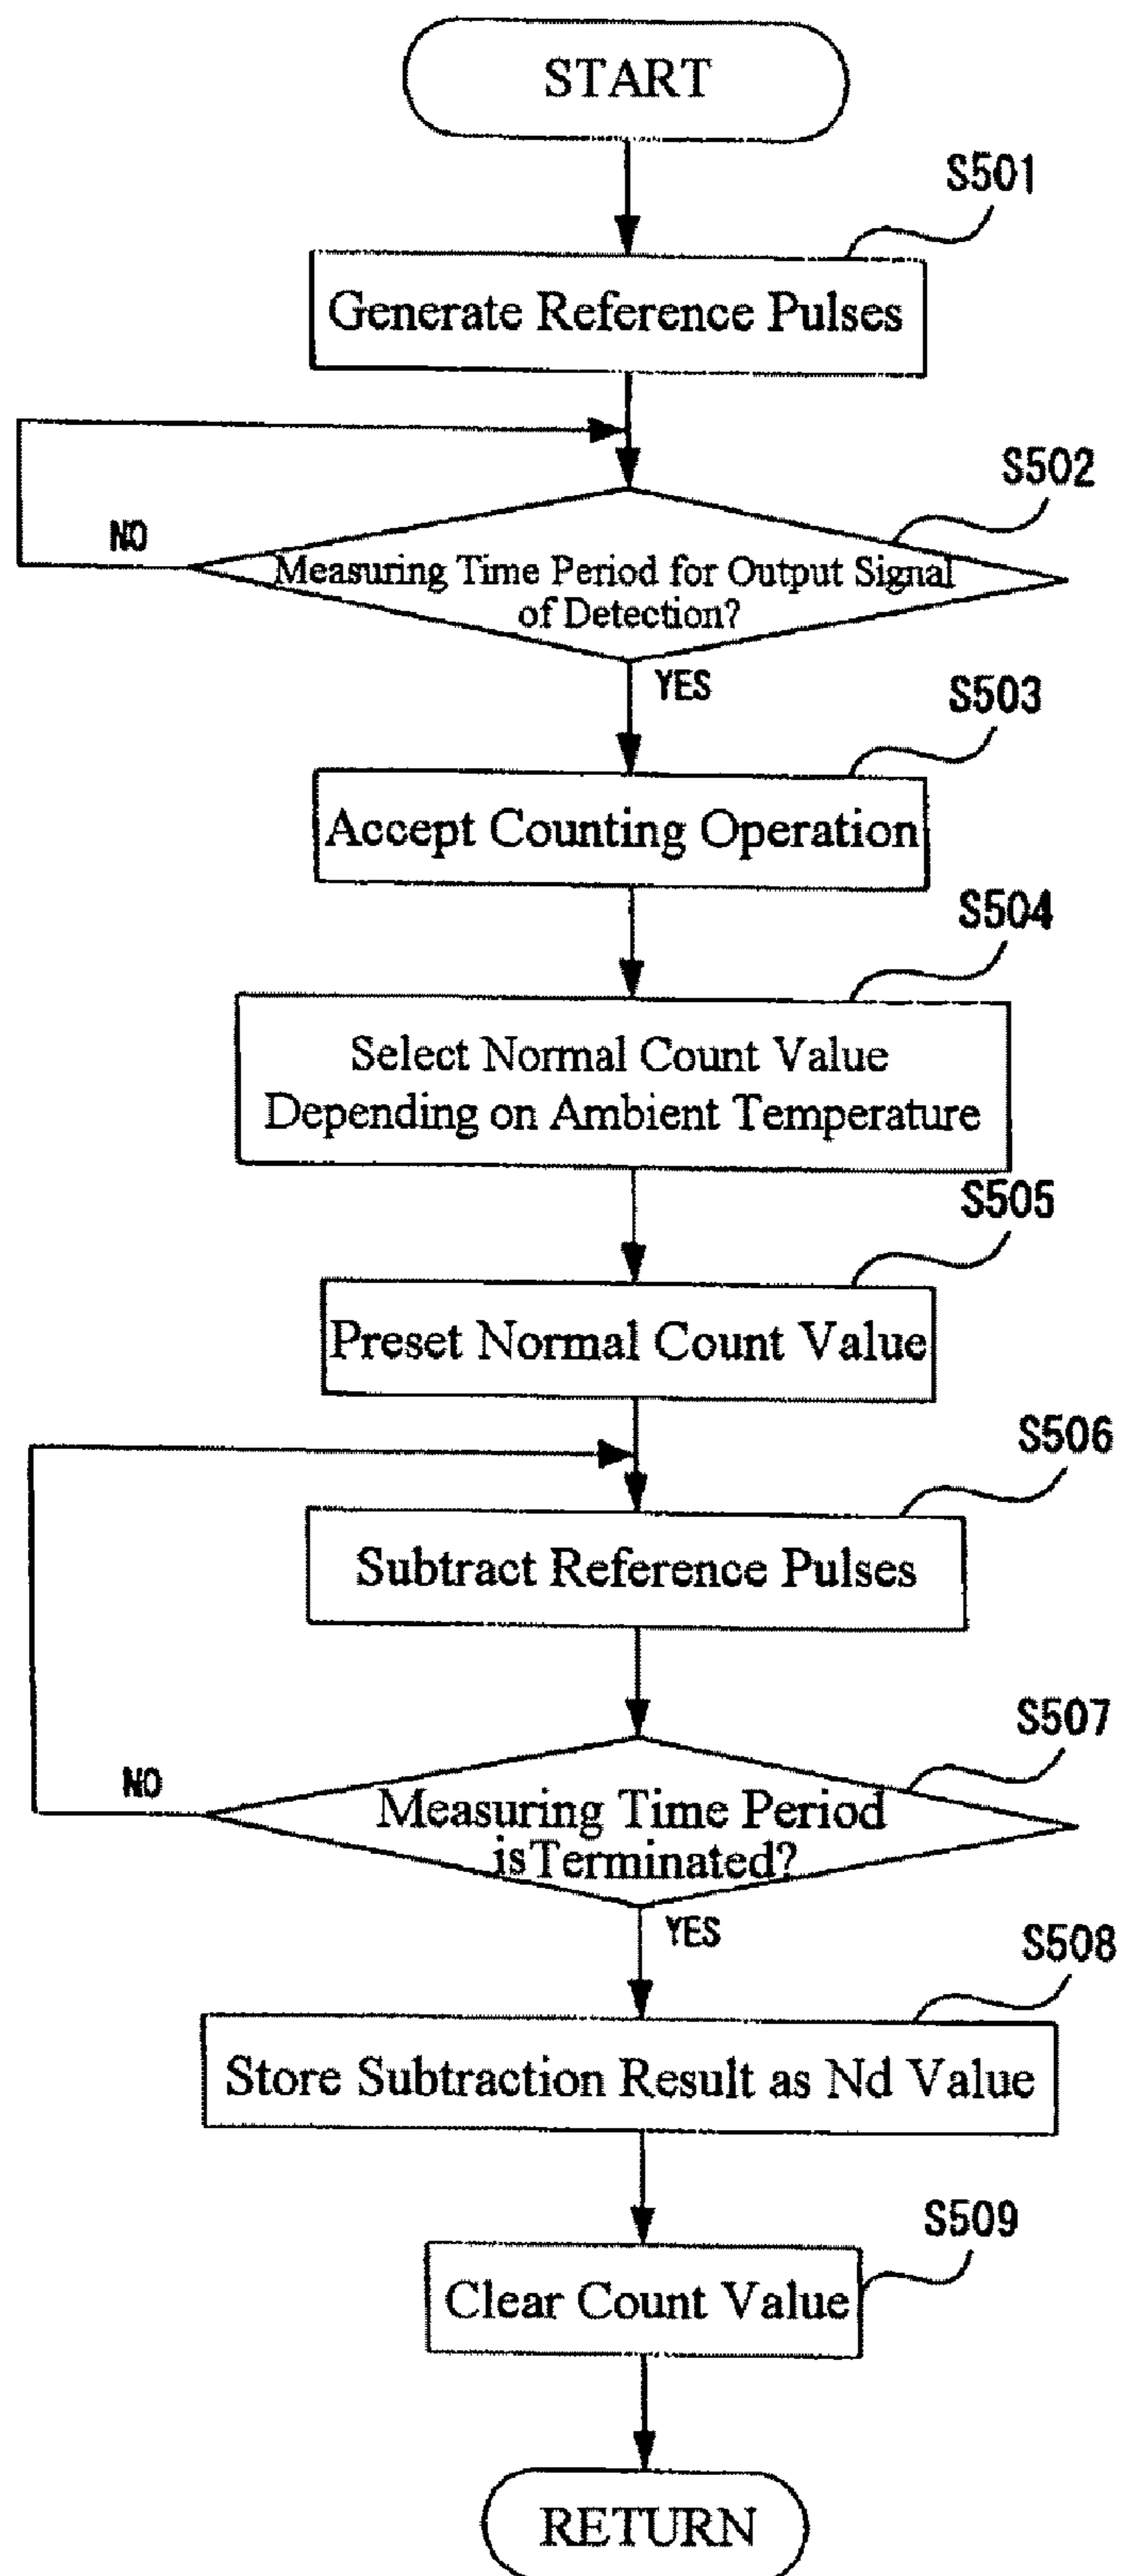 START
S501
Generate Reference Pulses
S502
NO
Measuring Time Period for Output Signal
of Detection?
YES
S503
Accept Counting Operation
S504
Select Normal Count Value
Depending on Ambient Temperature
S505
Preset Normal Count Value
S506
Subtract Reference Pulses
S507
NO
Measuring Time Period
isTerminated?
YES
S508
Store Subtraction Result as Nd Value
S509
Clear Count Value
RETURN